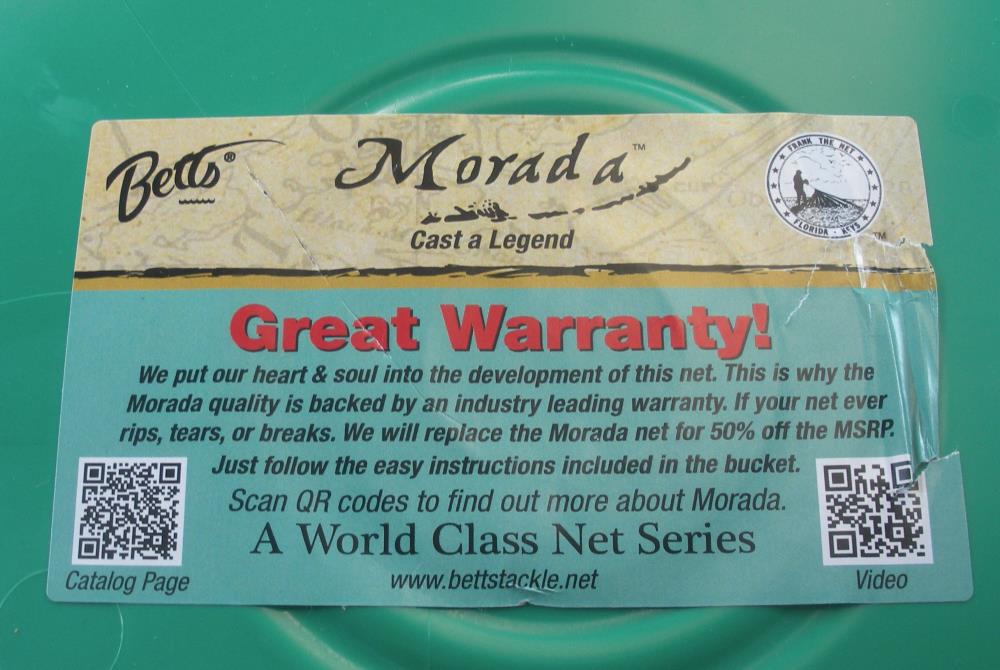 Betts®
Morada™
Cast a Legend
FRANK THE NET
FLORIDA - KEYS
TM
Great Warranty!
We put our heart & soul into the development of this net. This is why the
Morada quality is backed by an industry leading warranty. If your net ever
rips, tears, or breaks. We will replace the Morada net for 50% off the MSRP.
Just follow the easy instructions included in the bucket.
Scan QR codes to find out more about Morada.
A World Class Net Series
www.bettstackle.net
Catalog Page
Video